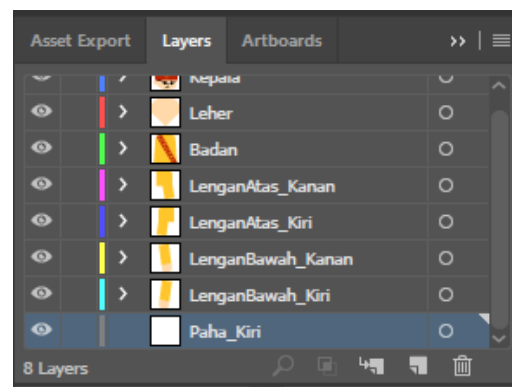 Asset Export Layers Artboards
Kepala
Leher
Badan
LenganAtas_Kanan
LenganAtas_Kiri
LenganBawah_Kanan
LenganBawah_Kiri
Paha_Kiri
8 Layers